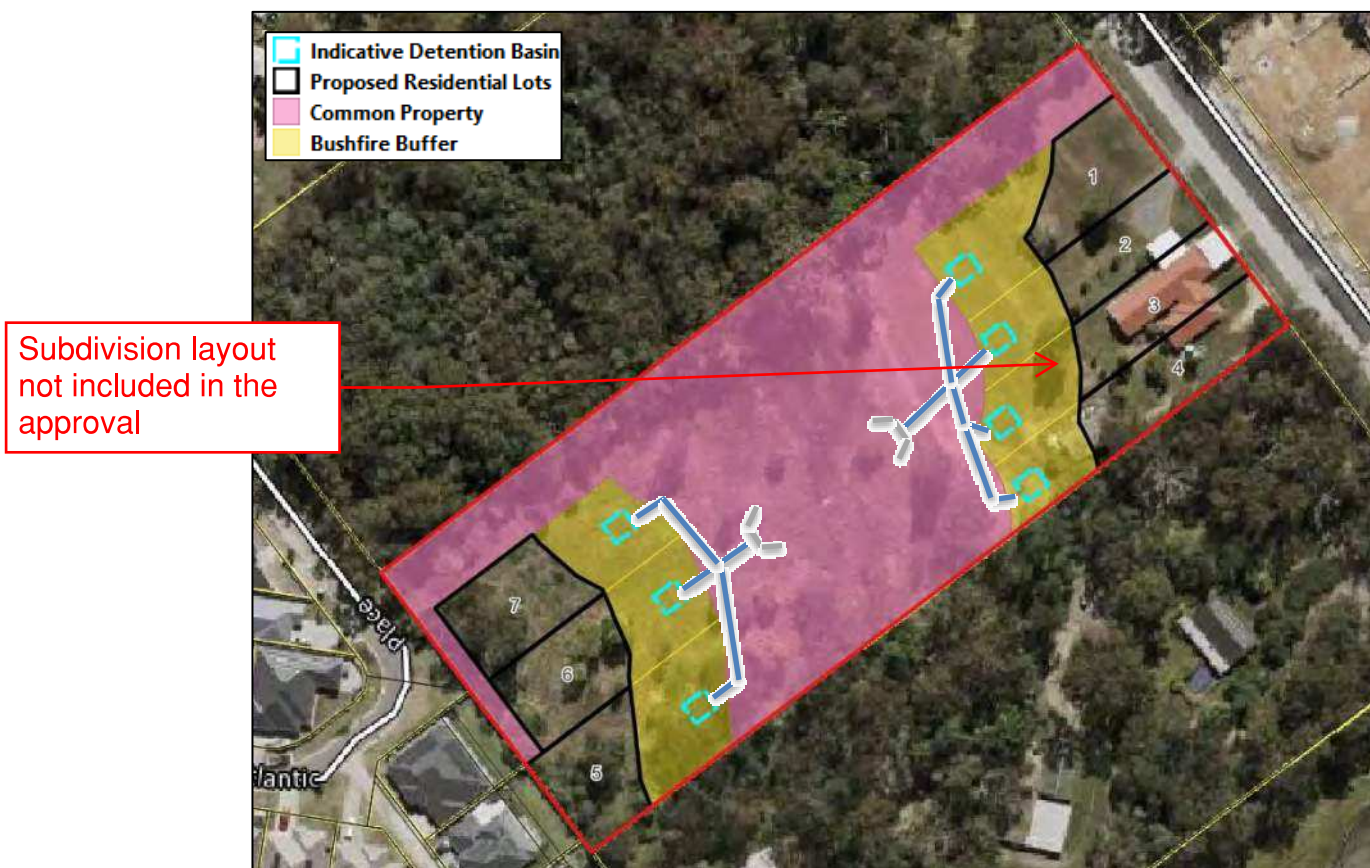 Indicative Detention Basin
Proposed Residential Lots
Common Property
Bushfire Buffer
1
2
3
4
Subdivision layout
not included in the
approval
7
6
5
Place
tlantic